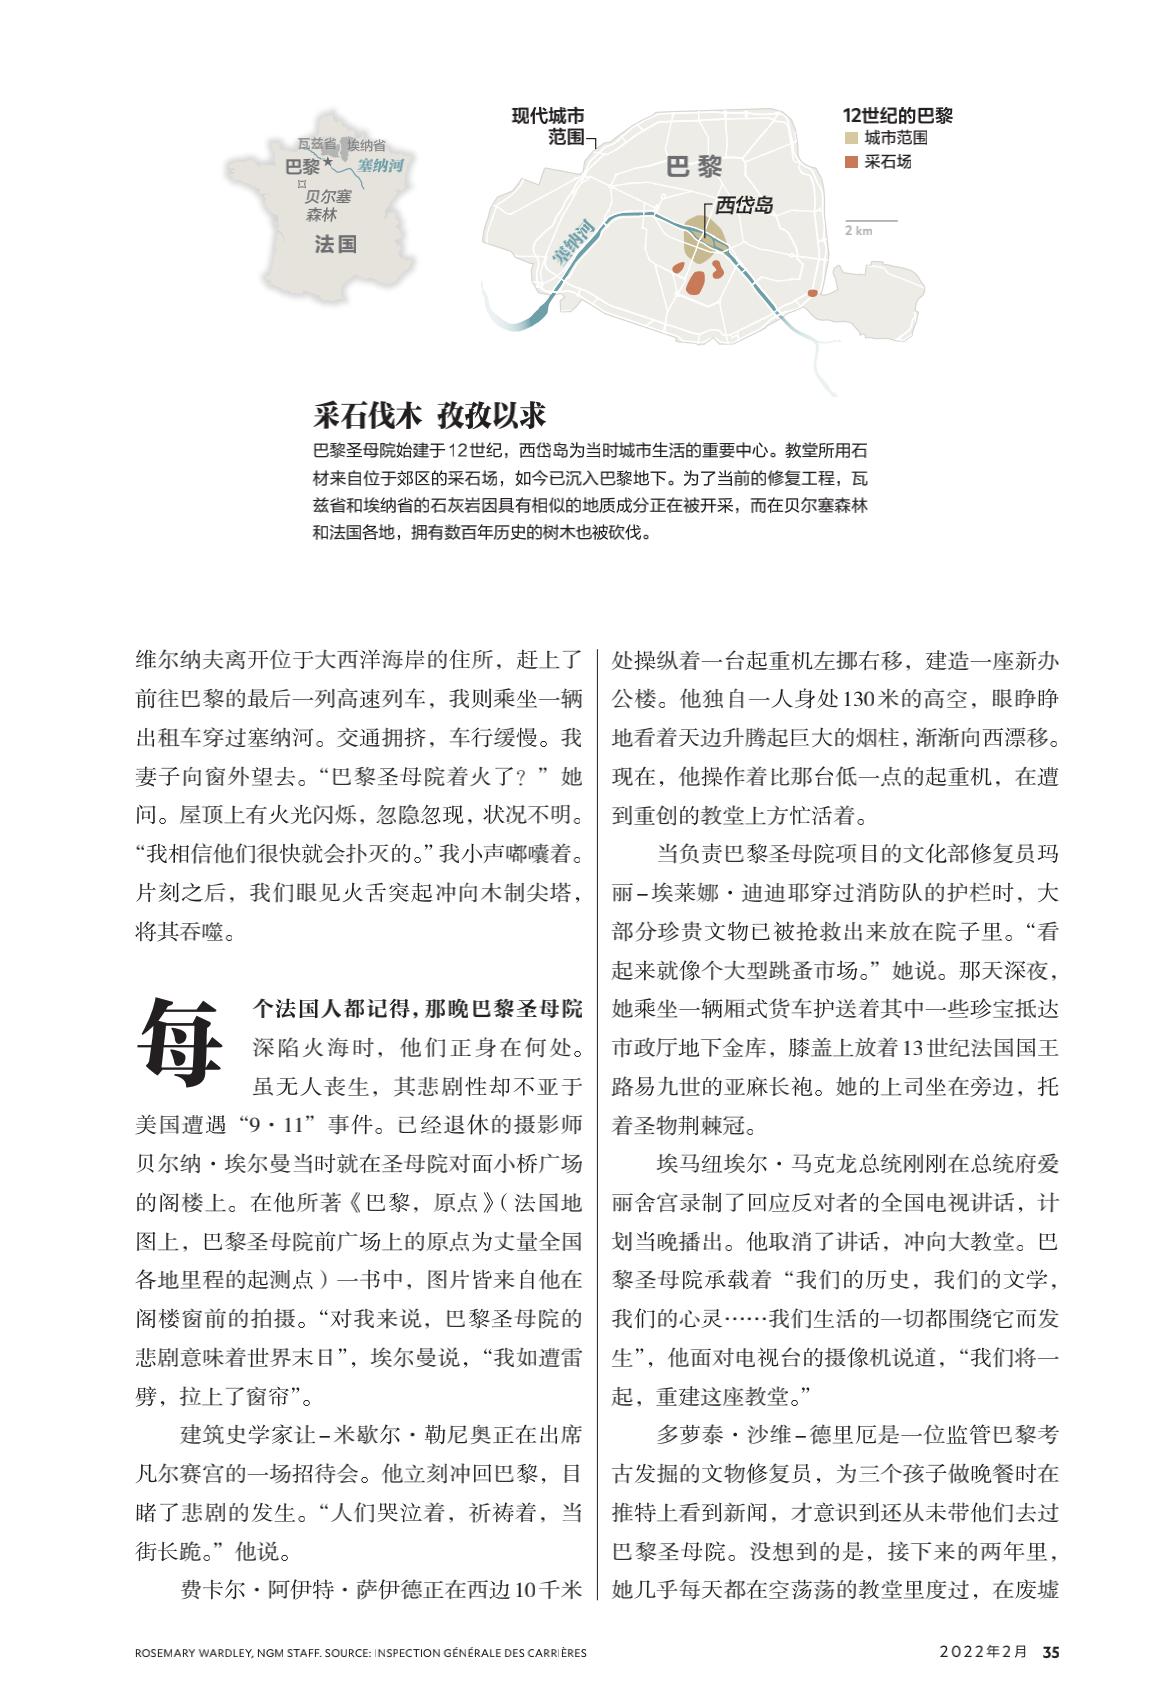 瓦兹省
埃纳省
巴黎
塞纳河
贝尔塞
森林
法国
现代城市
范围
巴黎
西岱岛
塞纳河
12世纪的巴黎
城市范围
采石场
2 km
采石伐木 孜孜以求
巴黎圣母院始建于12世纪，西岱岛为当时城市生活的重要中心。教堂所用石
材来自位于郊区的采石场，如今已沉入巴黎地下。为了当前的修复工程，瓦
兹省和埃纳省的石灰岩因具有相似的地质成分正在被开采，而在贝尔塞森林
和法国各地，拥有数百年历史的树木也被砍伐。
维尔纳夫离开位于大西洋海岸的住所，赶上了
前往巴黎的最后一列高速列车，我则乘坐一辆
出租车穿过塞纳河。交通拥挤，车行缓慢。我
妻子向窗外望去。“巴黎圣母院着火了？”她
问。屋顶上有火光闪烁，忽隐忽现，状况不明。
“我相信他们很快就会扑灭的。”我小声嘟囔着。
片刻之后，我们眼见火舌突起冲向木制尖塔，
将其吞噬。
每个法国人都记得，那晚巴黎圣母院
深陷火海时，他们正身在何处。
虽无人丧生，其悲剧性却不亚于
美国遭遇“9·11”事件。已经退休的摄影师
贝尔纳·埃尔曼当时就在圣母院对面小桥广场
的阁楼上。在他所著《巴黎，原点》（法国地
图上，巴黎圣母院前广场上的原点为丈量全国
各地里程的起测点）一书中，图片皆来自他在
阁楼窗前的拍摄。“对我来说，巴黎圣母院的
悲剧意味着世界末日”，埃尔曼说，“我如遭雷
劈，拉上了窗帘”。
建筑史学家让–米歇尔·勒尼奥正在出席
凡尔赛宫的一场招待会。他立刻冲回巴黎，目
睹了悲剧的发生。“人们哭泣着，祈祷着，当
街长跪。”他说。
费卡尔·阿伊特·萨伊德正在西边10千米
处操纵着一台起重机左挪右移，建造一座新办
公楼。他独自一人身处130米的高空，眼睁睁
地看着天边升腾起巨大的烟柱，渐渐向西漂移。
现在，他操作着比那台低一点的起重机，在遭
到重创的教堂上方忙活着。
当负责巴黎圣母院项目的文化部修复员玛
丽–埃莱娜·迪迪耶穿过消防队的护栏时，大
部分珍贵文物已被抢救出来放在院子里。“看
起来就像个大型跳蚤市场。”她说。那天深夜，
她乘坐一辆厢式货车护送着其中一些珍宝抵达
市政厅地下金库，膝盖上放着13世纪法国国王
路易九世的亚麻长袍。她的上司坐在旁边，托
着圣物荆棘冠。
埃马纽埃尔·马克龙总统刚刚在总统府爱
丽舍宫录制了回应反对者的全国电视讲话，计
划当晚播出。他取消了讲话，冲向大教堂。巴
黎圣母院承载着“我们的历史，我们的文学，
我们的心灵……我们生活的一切都围绕它而发
生”，他面对电视台的摄像机说道，“我们将一
起，重建这座教堂。”
多萝泰·沙维–德里厄是一位监管巴黎考
古发掘的文物修复员，为三个孩子做晚餐时在
推特上看到新闻，才意识到还从未带他们去过
巴黎圣母院。没想到的是，接下来的两年里，
她几乎每天都在空荡荡的教堂里度过，在废墟
ROSEMARY WARDLEY, NGM STAFF. SOURCE: INSPECTION GÉNÉRALE DES CARRIÈRES
2022年2月 35